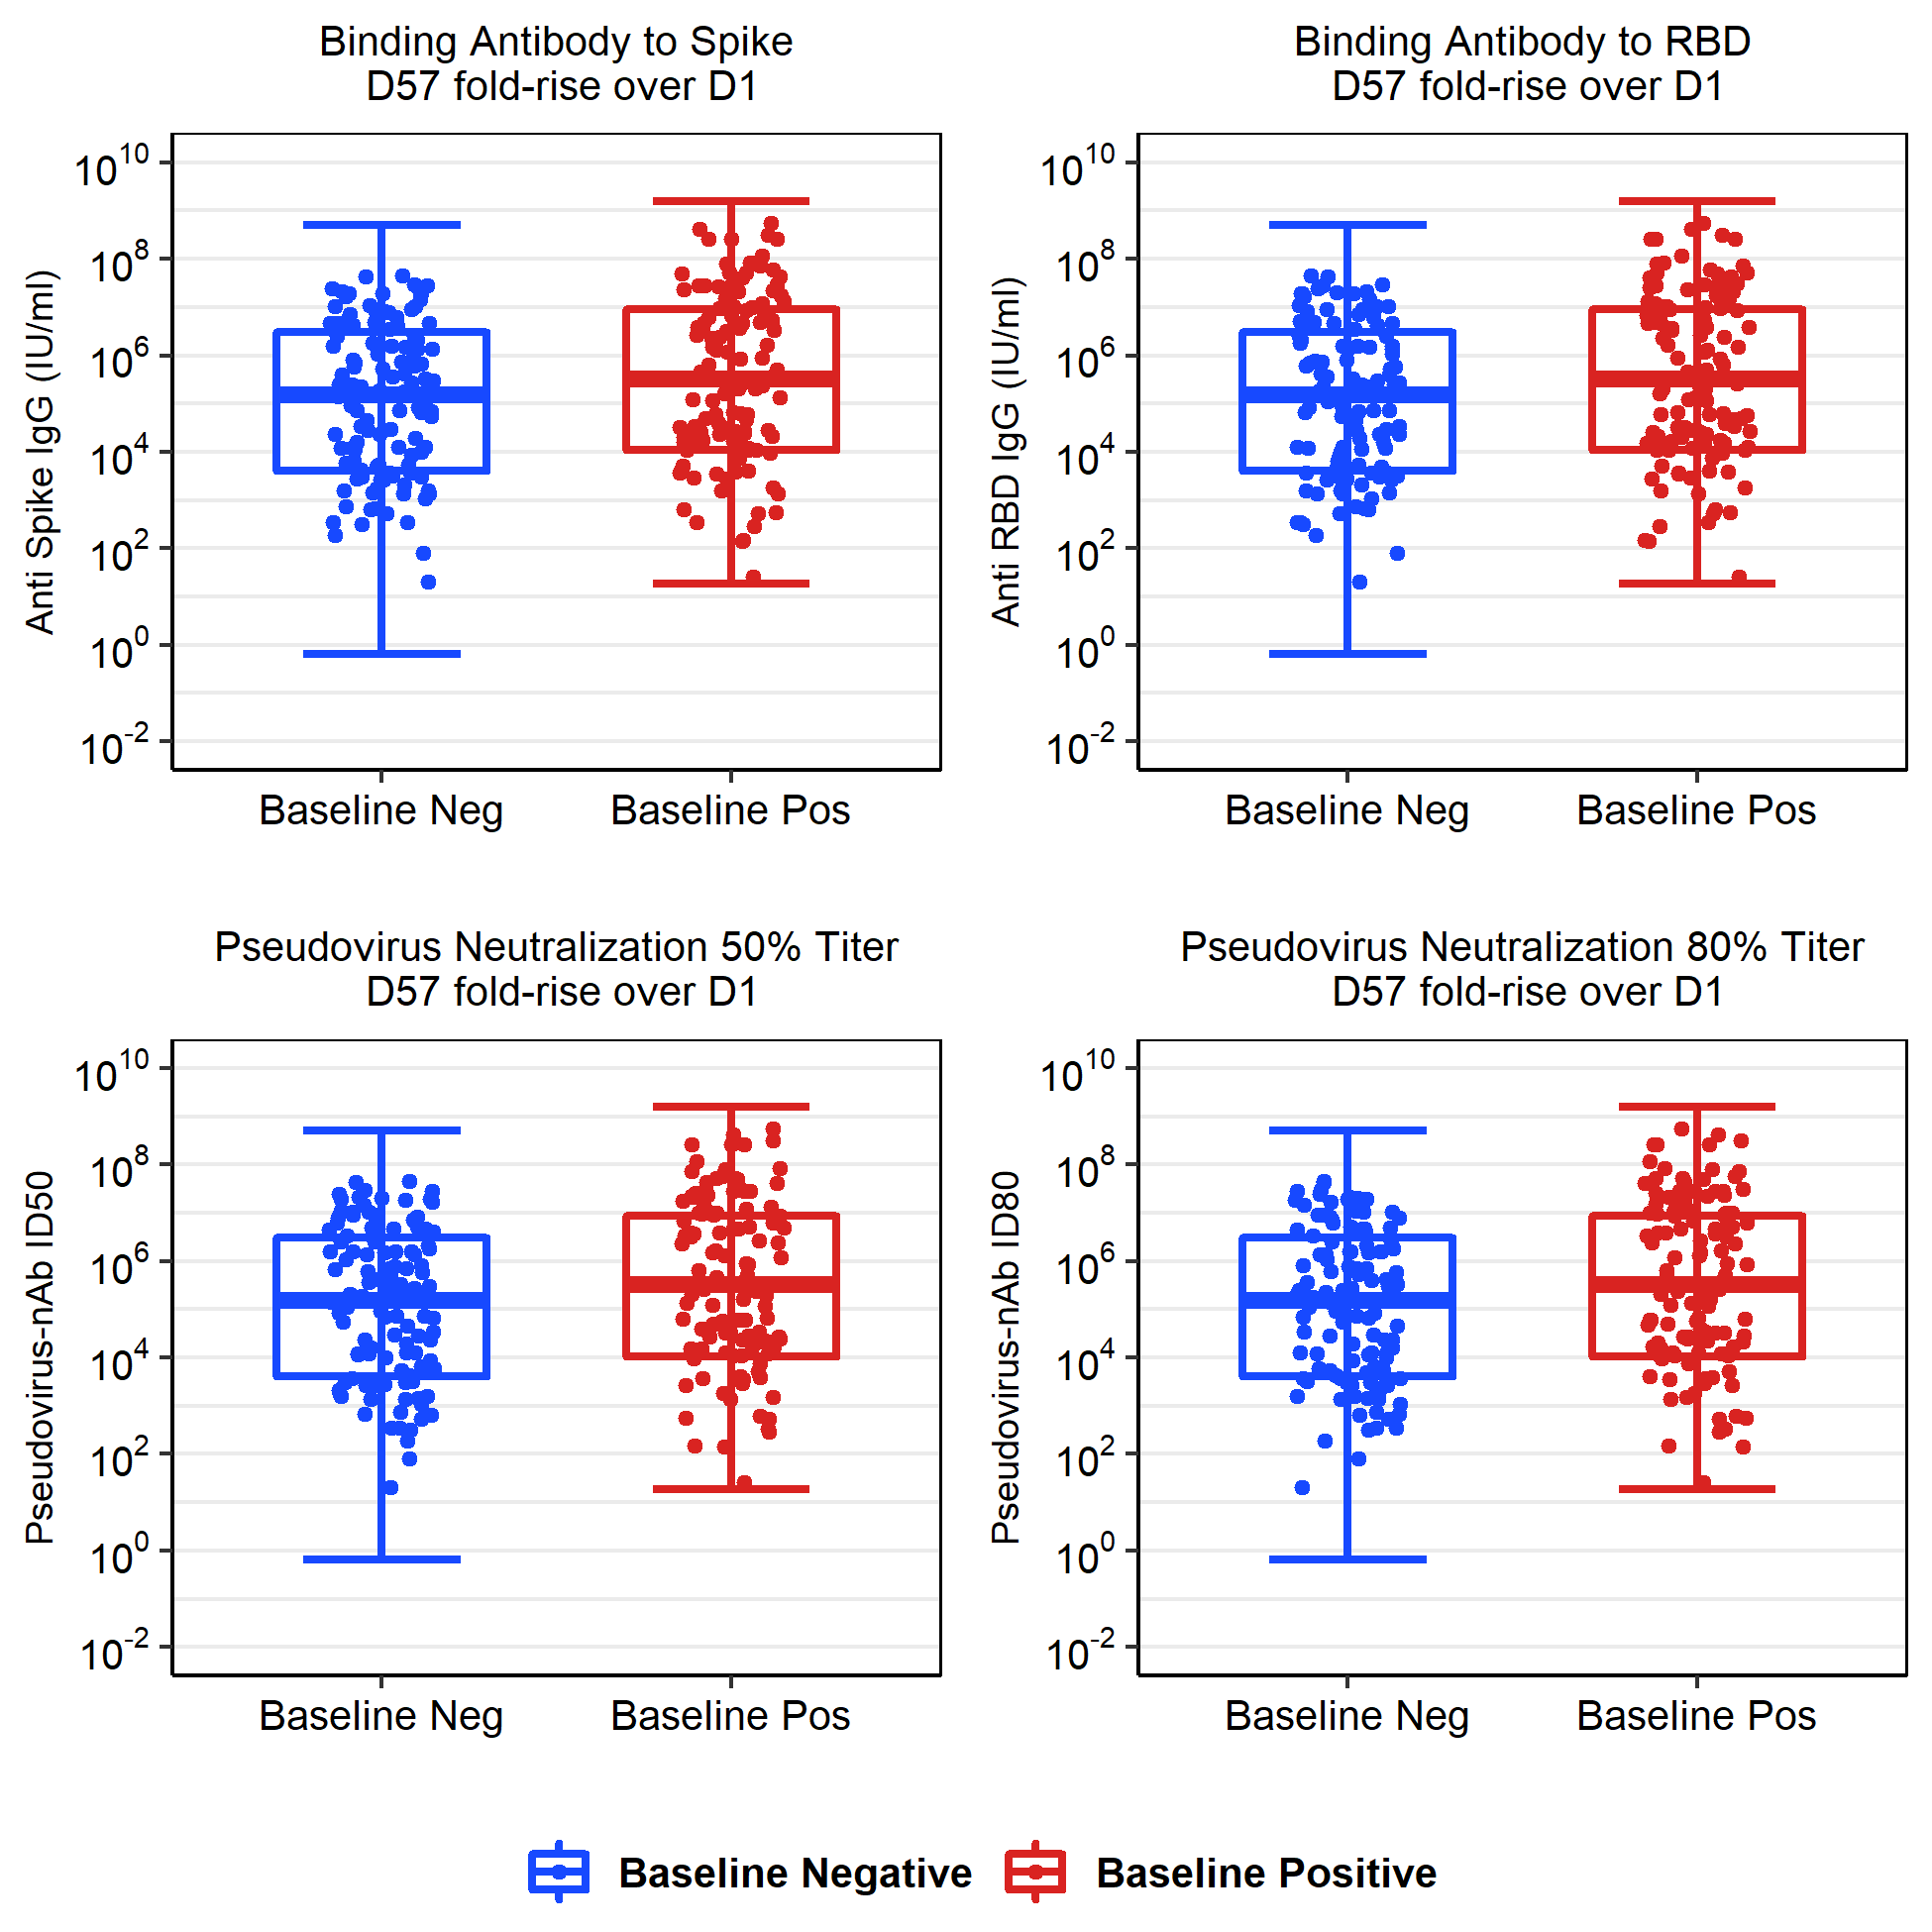 Binding Antibody to Spike
D57 fold-rise over D1
Anti Spike IgG (IU/ml)
10^10
10^8
10^6
10^4
10^2
10^0
10^-2
Baseline Neg
Baseline Pos
Binding Antibody to RBD
D57 fold-rise over D1
Anti RBD IgG (IU/ml)
10^10
10^8
10^6
10^4
10^2
10^0
10^-2
Baseline Neg
Baseline Pos
Pseudovirus Neutralization 50% Titer
D57 fold-rise over D1
Pseudovirus-nAb ID50
10^10
10^8
10^6
10^4
10^2
10^0
10^-2
Baseline Neg
Baseline Pos
Pseudovirus Neutralization 80% Titer
D57 fold-rise over D1
Pseudovirus-nAb ID80
10^10
10^8
10^6
10^4
10^2
10^0
10^-2
Baseline Neg
Baseline Pos
Baseline Negative
Baseline Positive